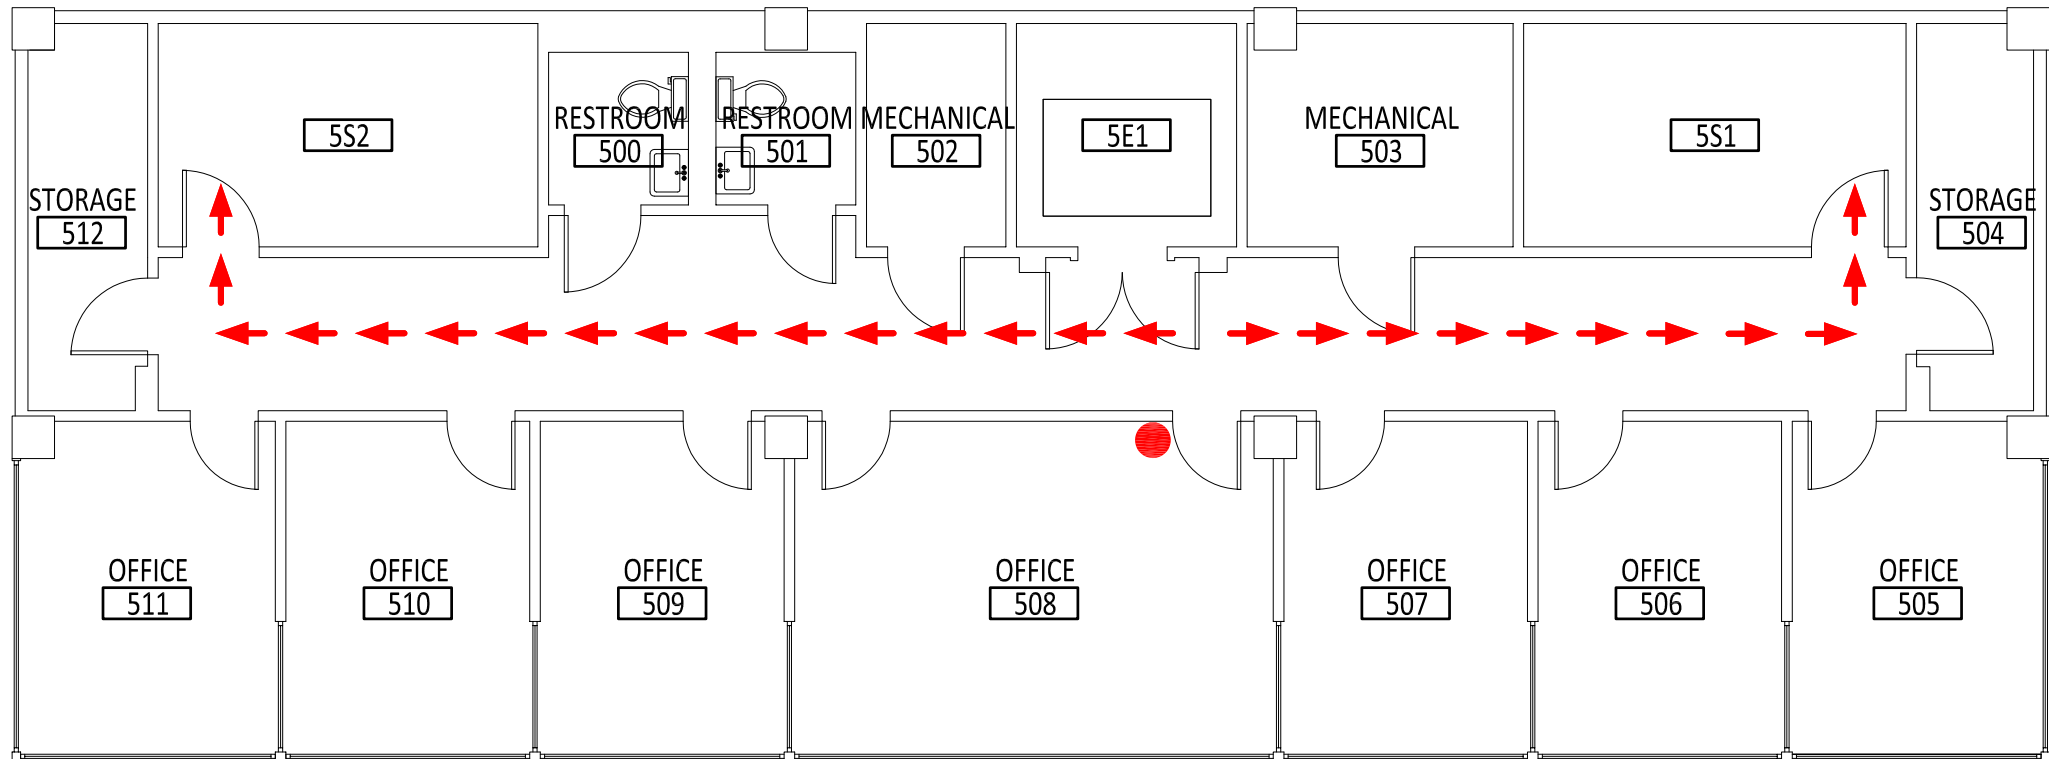 5S2
RESTROOM
500
RESTROOM
501
MECHANICAL
502
5E1
MECHANICAL
503
5S1
STORAGE
512
STORAGE
504
OFFICE
511
OFFICE
510
OFFICE
509
OFFICE
508
OFFICE
507
OFFICE
506
OFFICE
505